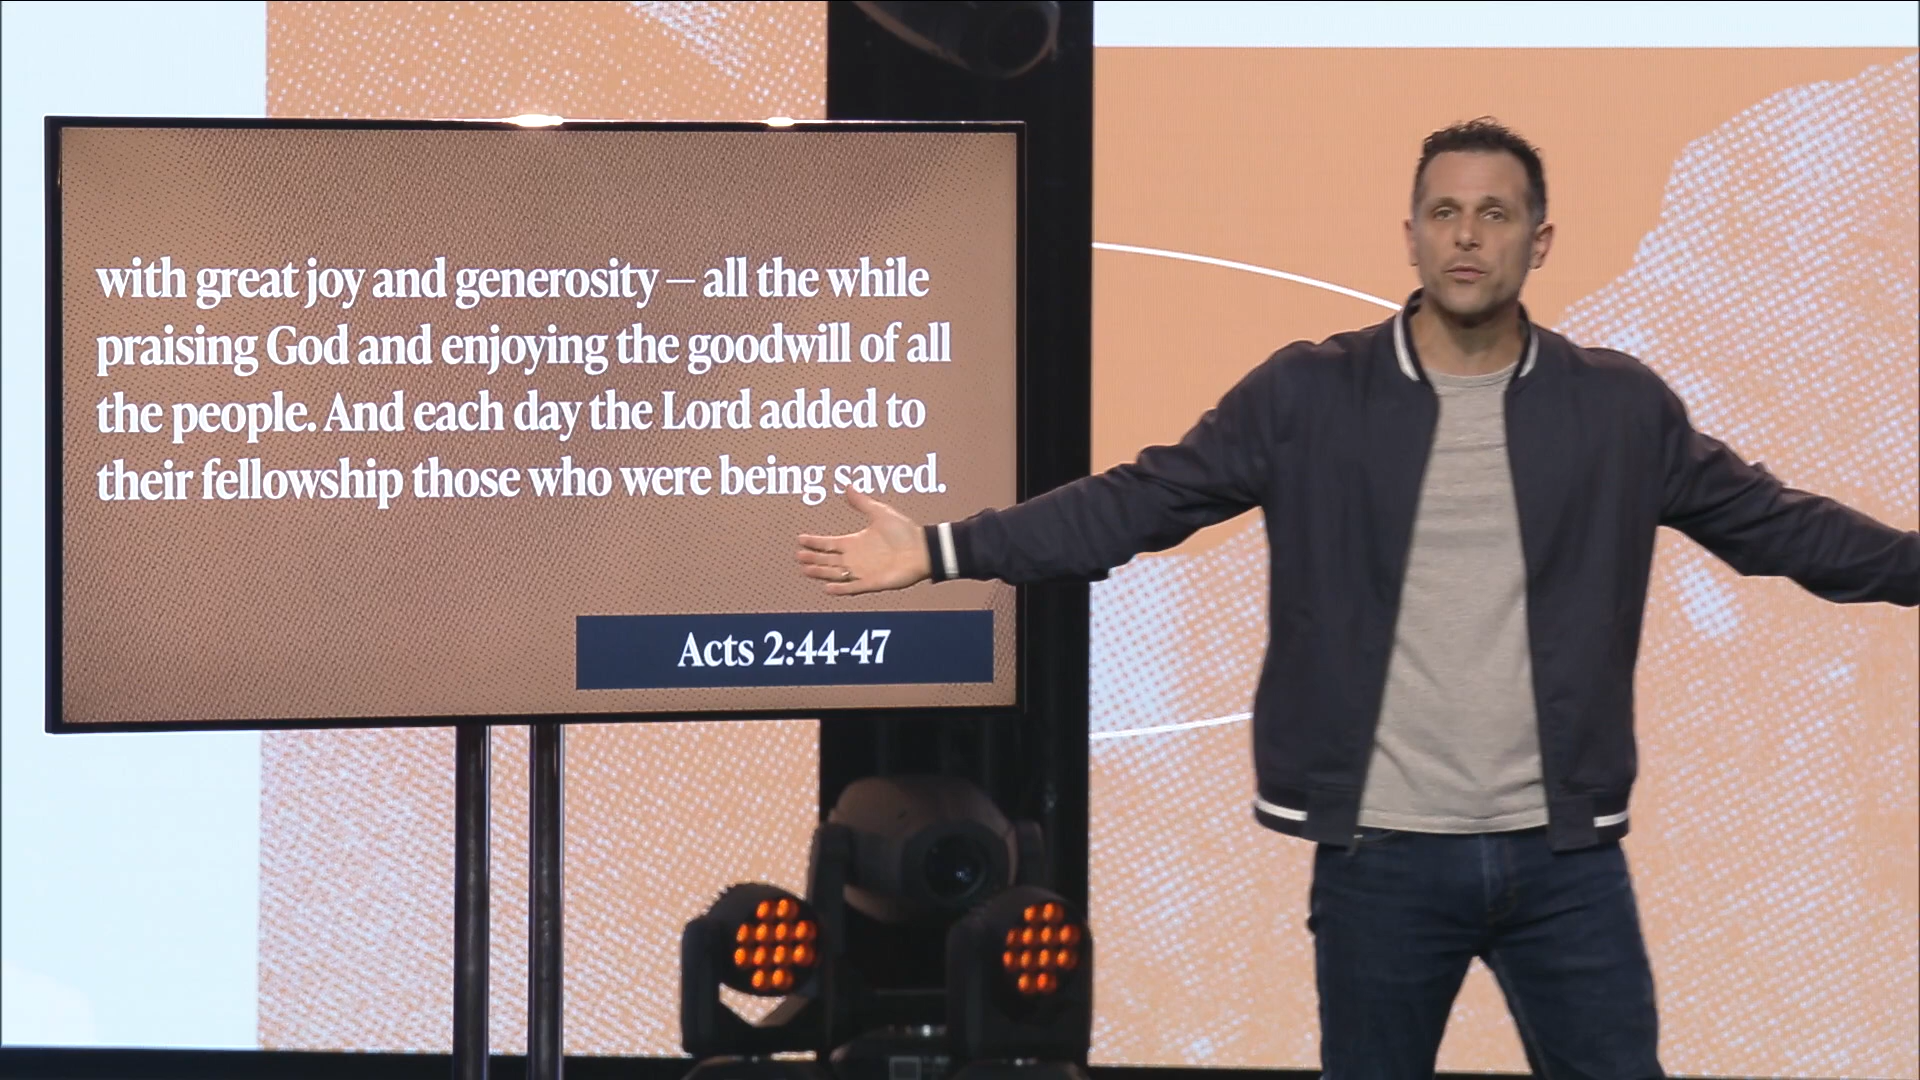 with great joy and generosity – all the while
praising God and enjoying the goodwill of all
the people. And each day the Lord added to
their fellowship those who were being saved.
Acts 2:44-47